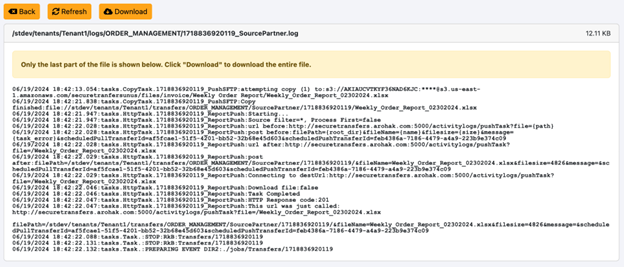 Back Refresh Download
/stdev/tenants/Tenant1/logs/ORDER_MANAGEMENT/1718836920119_SourcePartner.log 12.11 KB
Only the last part of the file is shown below. Click "Download" to download the entire file.
06/19/2024 18:42:13.054:tasks.CopyTask.1718836920119_PushSFTP:attempting copy (1) to:s3://AKIAUCVTKYF36NAD6KJC:****@s3.us-east-
1.amazonaws.com/securetransfersunus/files/invoice/Weekly Order Report/Weekly_Order_Report_02302024.xlsx
06/19/2024 18:42:21.838:tasks.CopyTask.1718836920119_PushSFTP:Copy
finished:file://stdev/tenants/Tenant1/transfers/ORDER_MANAGEMENT/SourcePartner/1718836920119/Weekly_Order_Report_02302024.xlsx
06/19/2024 18:42:21.947:tasks.HttpTask.1718836920119_ReportPush:Starting...
06/19/2024 18:42:21.947:tasks.HttpTask.1718836920119_ReportPush:Source filter=*, Process First=false
06/19/2024 18:42:22.028:tasks.HttpTask.1718836920119_ReportPush:url before:http://securetransfers.arohak.com:5000/activitylogs/pushTask?file={path}
06/19/2024 18:42:22.028:tasks.HttpTask.1718836920119_ReportPush:post before:filePath={root_dir}&fileName={name}&filesize={size}&message=
{task_error}&scheduledPullTransferId=af5fcae1-51f5-4201-bb52-32b68e45d603&scheduledPushTransferId=feb4386a-7186-4479-a4a9-223b9e374c09
06/19/2024 18:42:22.029:tasks.HttpTask.1718836920119_ReportPush:url after:http://securetransfers.arohak.com:5000/activitylogs/pushTask?
file=/Weekly_Order_Report_02302024.xlsx
06/19/2024 18:42:22.029:tasks.HttpTask.1718836920119_ReportPush:post
after:filePath=/stdev/tenants/Tenant1/transfers/ORDER_MANAGEMENT/SourcePartner/1718836920119/&fileName=Weekly_Order_Report_02302024.xlsx&filesize=4826&message=&sche
duledPullTransferId=af5fcae1-51f5-4201-bb52-32b68e45d603&scheduledPushTransferId=feb4386a-7186-4479-a4a9-223b9e374c09
06/19/2024 18:42:22.029:tasks.HttpTask.1718836920119_ReportPush:Connecting to destUrl:http://securetransfers.arohak.com:5000/activitylogs/pushTask?
file=/Weekly_Order_Report_02302024.xlsx
06/19/2024 18:42:22.046:tasks.HttpTask.1718836920119_ReportPush:Download file:false
06/19/2024 18:42:22.046:tasks.HttpTask.1718836920119_ReportPush:Task Completed
06/19/2024 18:42:22.047:tasks.HttpTask.1718836920119_ReportPush:HTTP Response code:201
06/19/2024 18:42:22.047:tasks.HttpTask.1718836920119_ReportPush:This url was just called:
http://securetransfers.arohak.com:5000/activitylogs/pushTask?file=/Weekly_Order_Report_02302024.xlsx
filePath=/stdev/tenants/Tenant1/transfers/ORDER_MANAGEMENT/SourcePartner/1718836920119/&fileName=Weekly_Order_Report_02302024.xlsx&filesize=4826&message=&schedule
dPullTransferId=af5fcae1-51f5-4201-bb52-32b68e45d603&scheduledPushTransferId=feb4386a-7186-4479-a4a9-223b9e374c09
06/19/2024 18:42:22.088:tasks.Task.:STOP:RkB:Transfers/1718836920119
06/19/2024 18:42:22.131:tasks.Task.:STOP:RkB:Transfers/1718836920119
06/19/2024 18:42:22.132:tasks.Task.:PREPARING EVENT DIR2:./jobs/Transfers/1718836920119